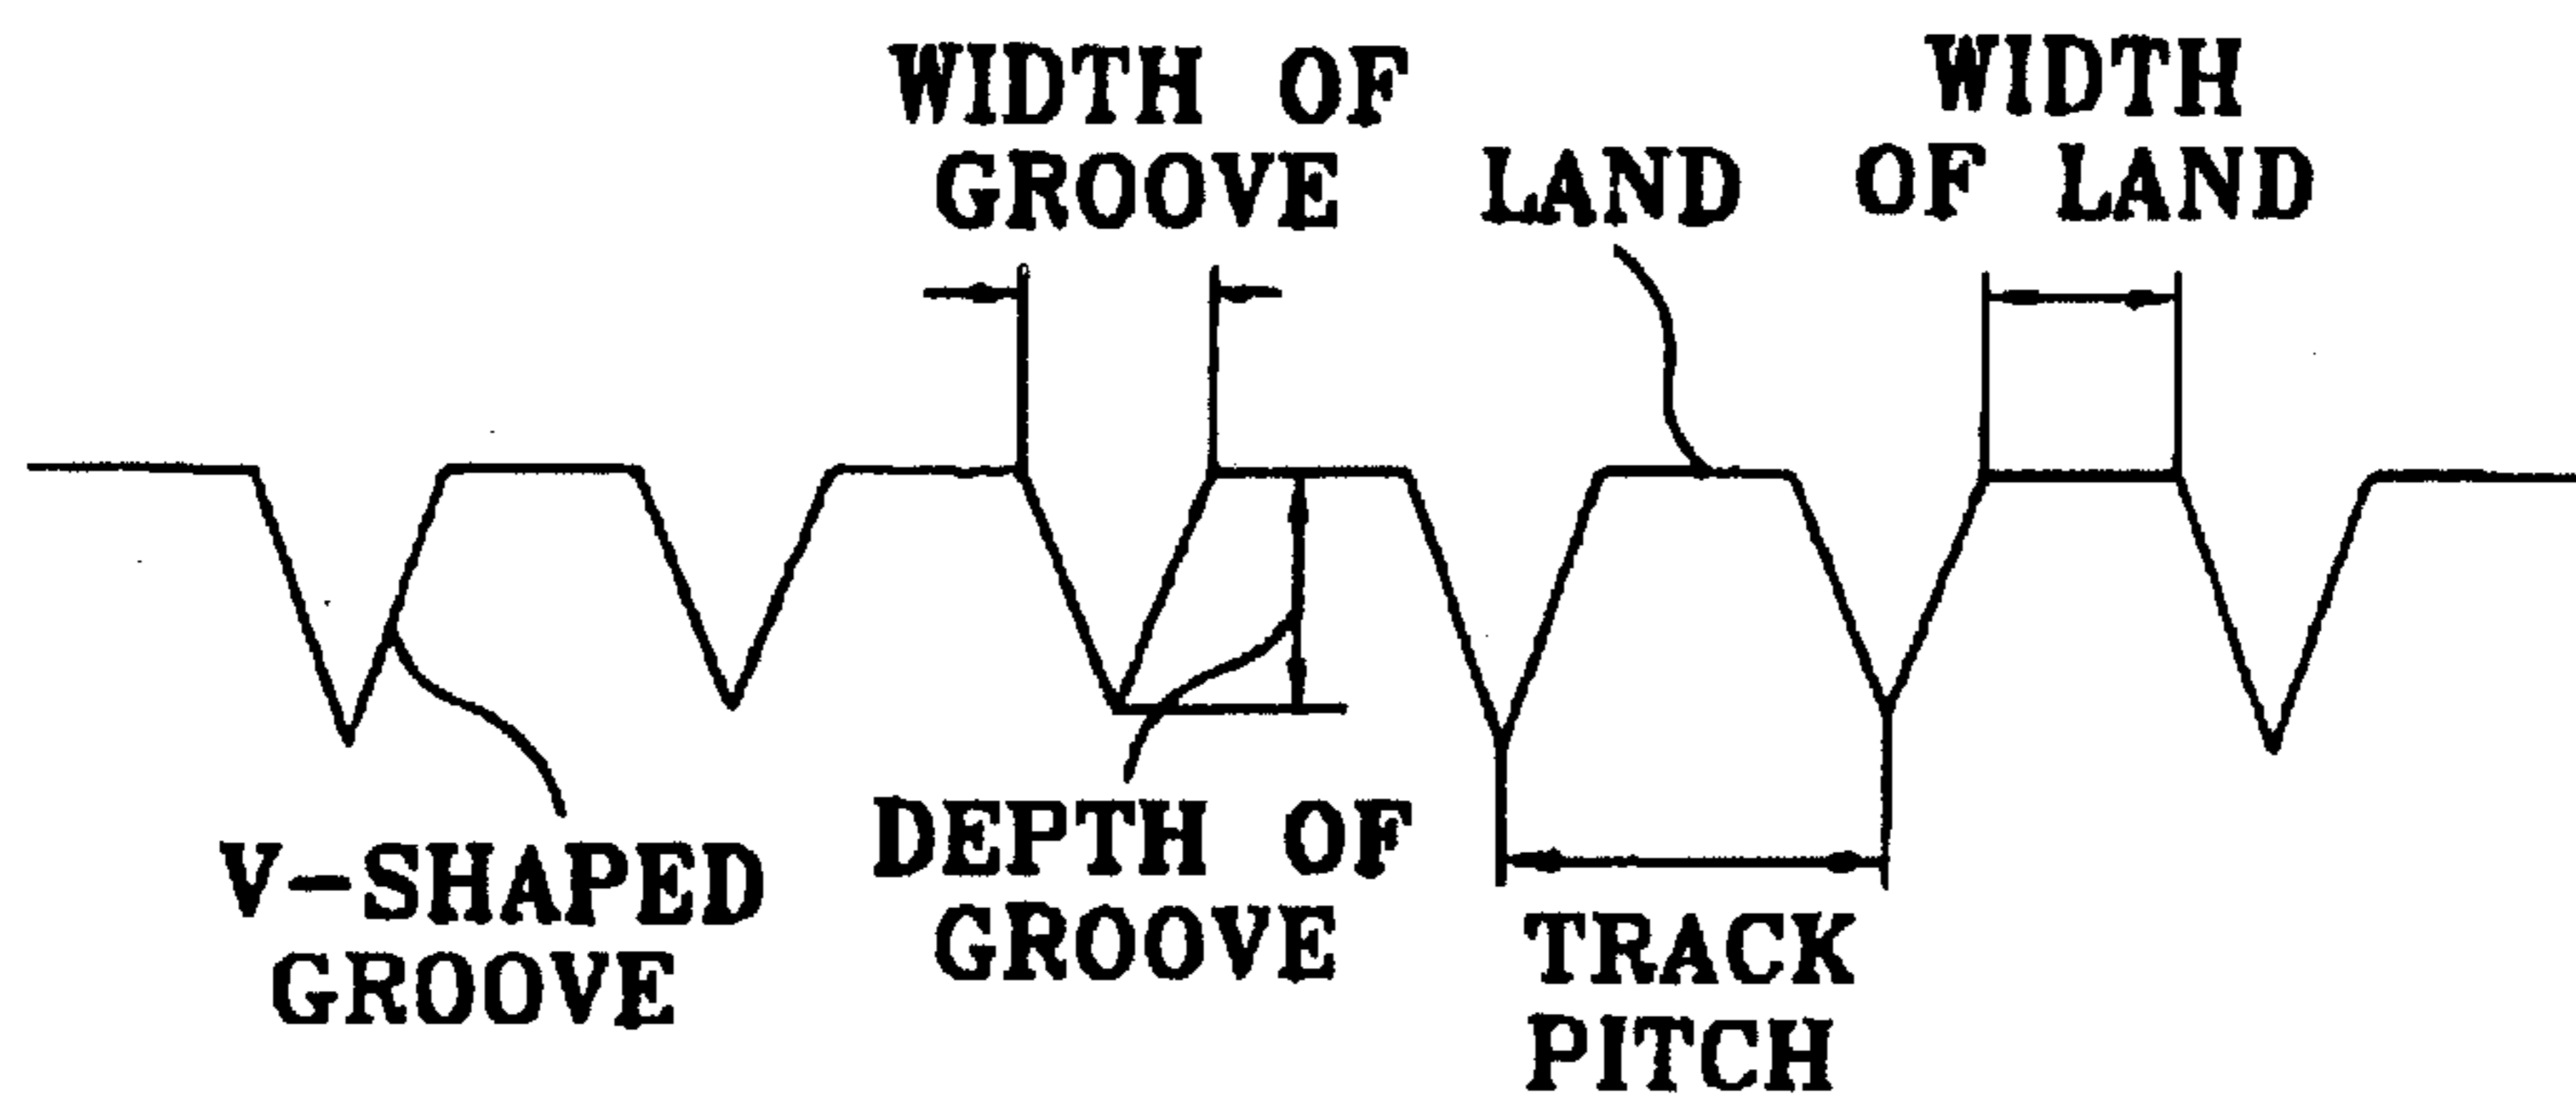 WIDTH OF
GROOVE
LAND
WIDTH
OF LAND
V-SHAPED
GROOVE
DEPTH OF
GROOVE
TRACK
PITCH